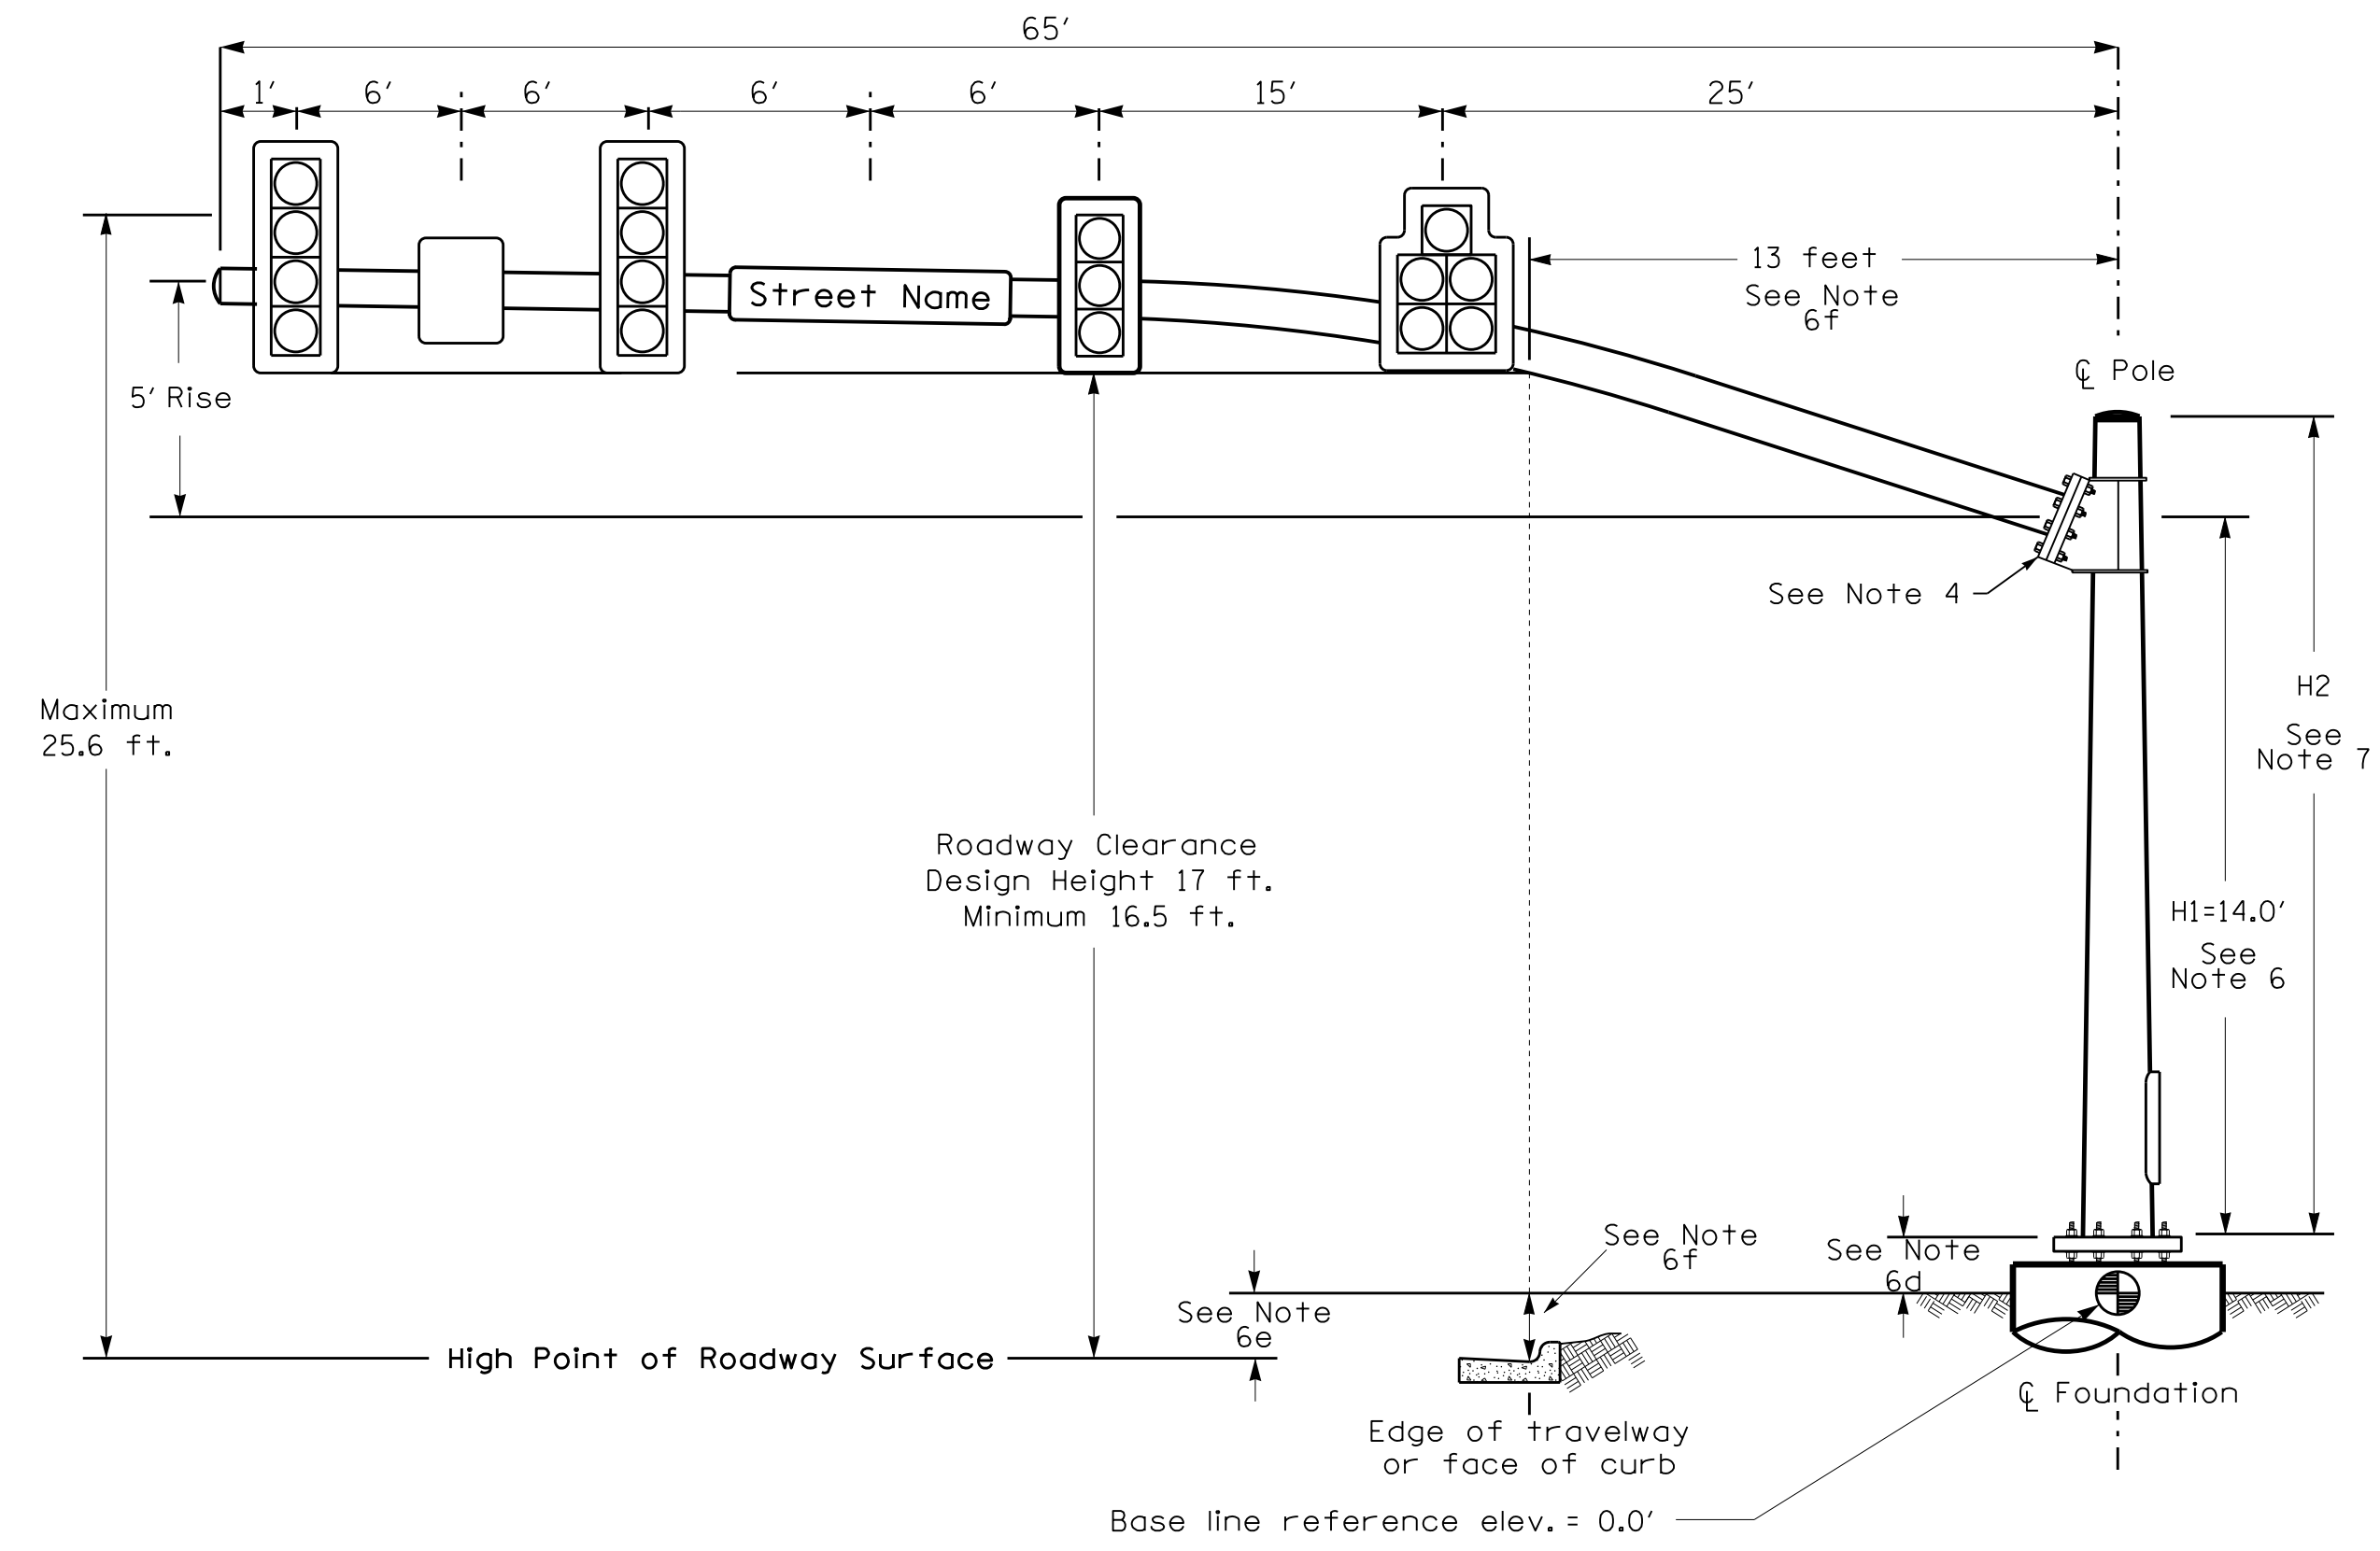 65′
1′ 6′ 6′ 6′ 6′ 15′ 25′
13 feet
See Note
6f
Street Name
℄ Pole
5′ Rise
See Note 4
H2
See
Note 7
Maximum
25.6 ft.
Roadway Clearance
Design Height 17 ft.
Minimum 16.5 ft.
H1=14.0′
See
Note 6
See Note
6f
See Note
6d
See Note
6e
High Point of Roadway Surface
℄ Foundation
Edge of travelway
or face of curb
Base line reference elev. = 0.0′